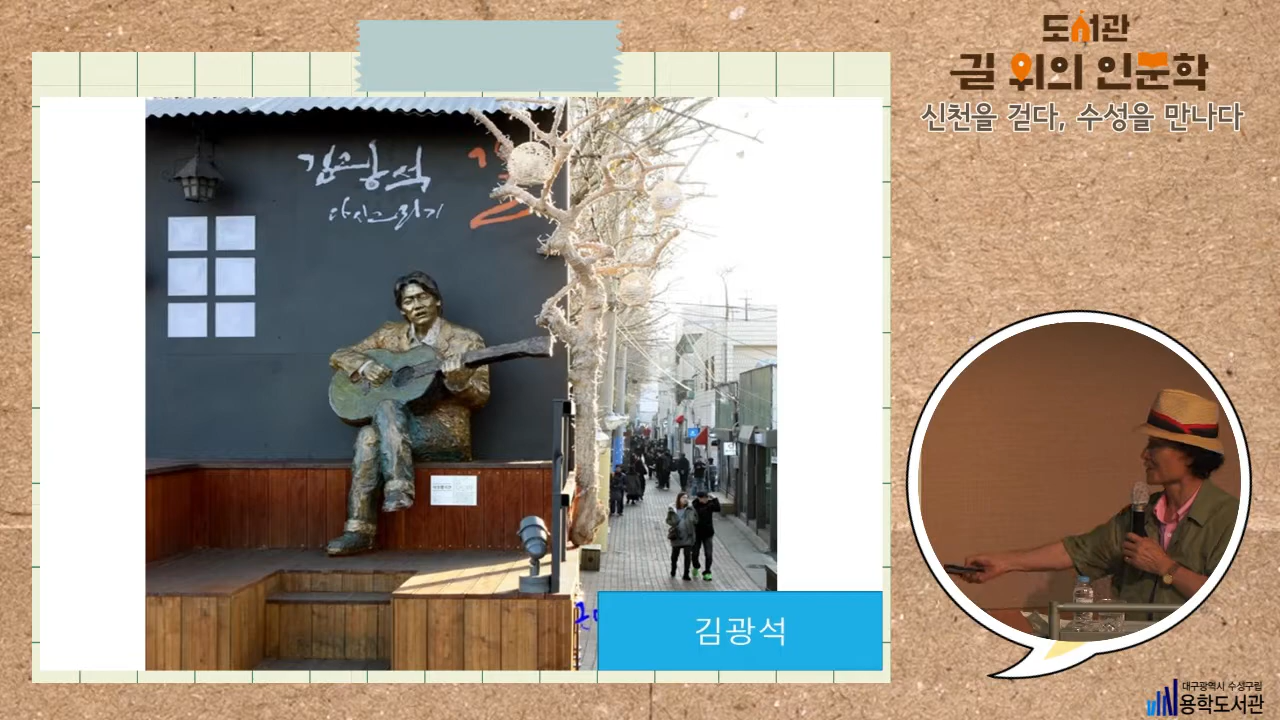 도서관
길 위의 인문학
신천을 걷다, 수성을 만나다
김광석
다시그리기
길
김광석
대구광역시 수성구립
용학도서관